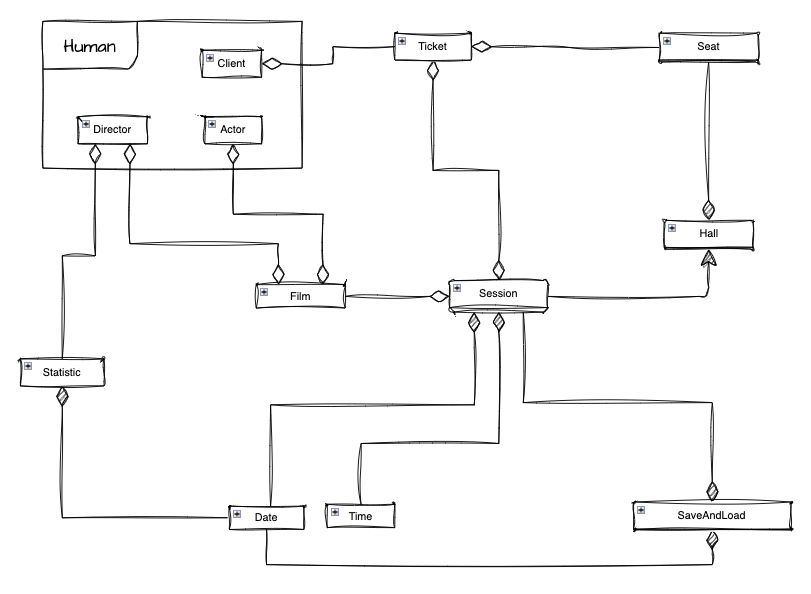 Human
Client
Ticket
Seat
Director
Actor
Hall
Film
Session
Statistic
Date
Time
SaveAndLoad